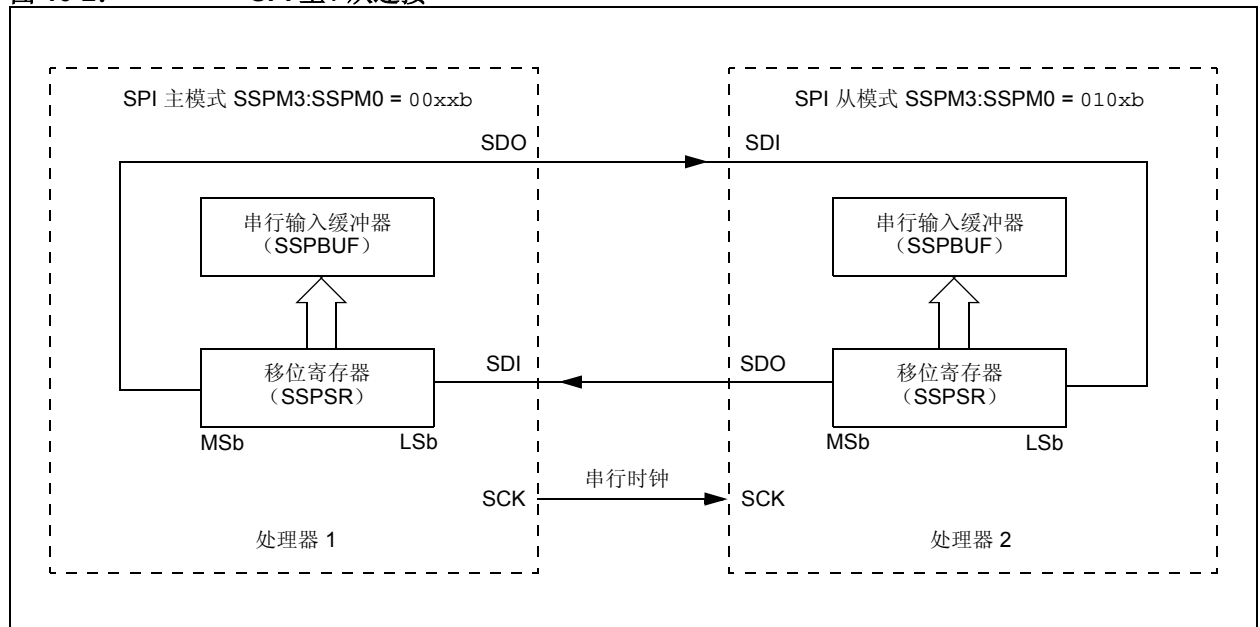 SPI 主模式 SSPM3:SSPM0 = 00xxb
SPI 从模式 SSPM3:SSPM0 = 010xb
SDO
SDI
串行输入缓冲器
(SSPBUF)
串行输入缓冲器
(SSPBUF)
移位寄存器
(SSPSR)
SDI
SDO
移位寄存器
(SSPSR)
MSb
LSb
MSb
LSb
串行时钟
SCK
SCK
处理器 1
处理器 2